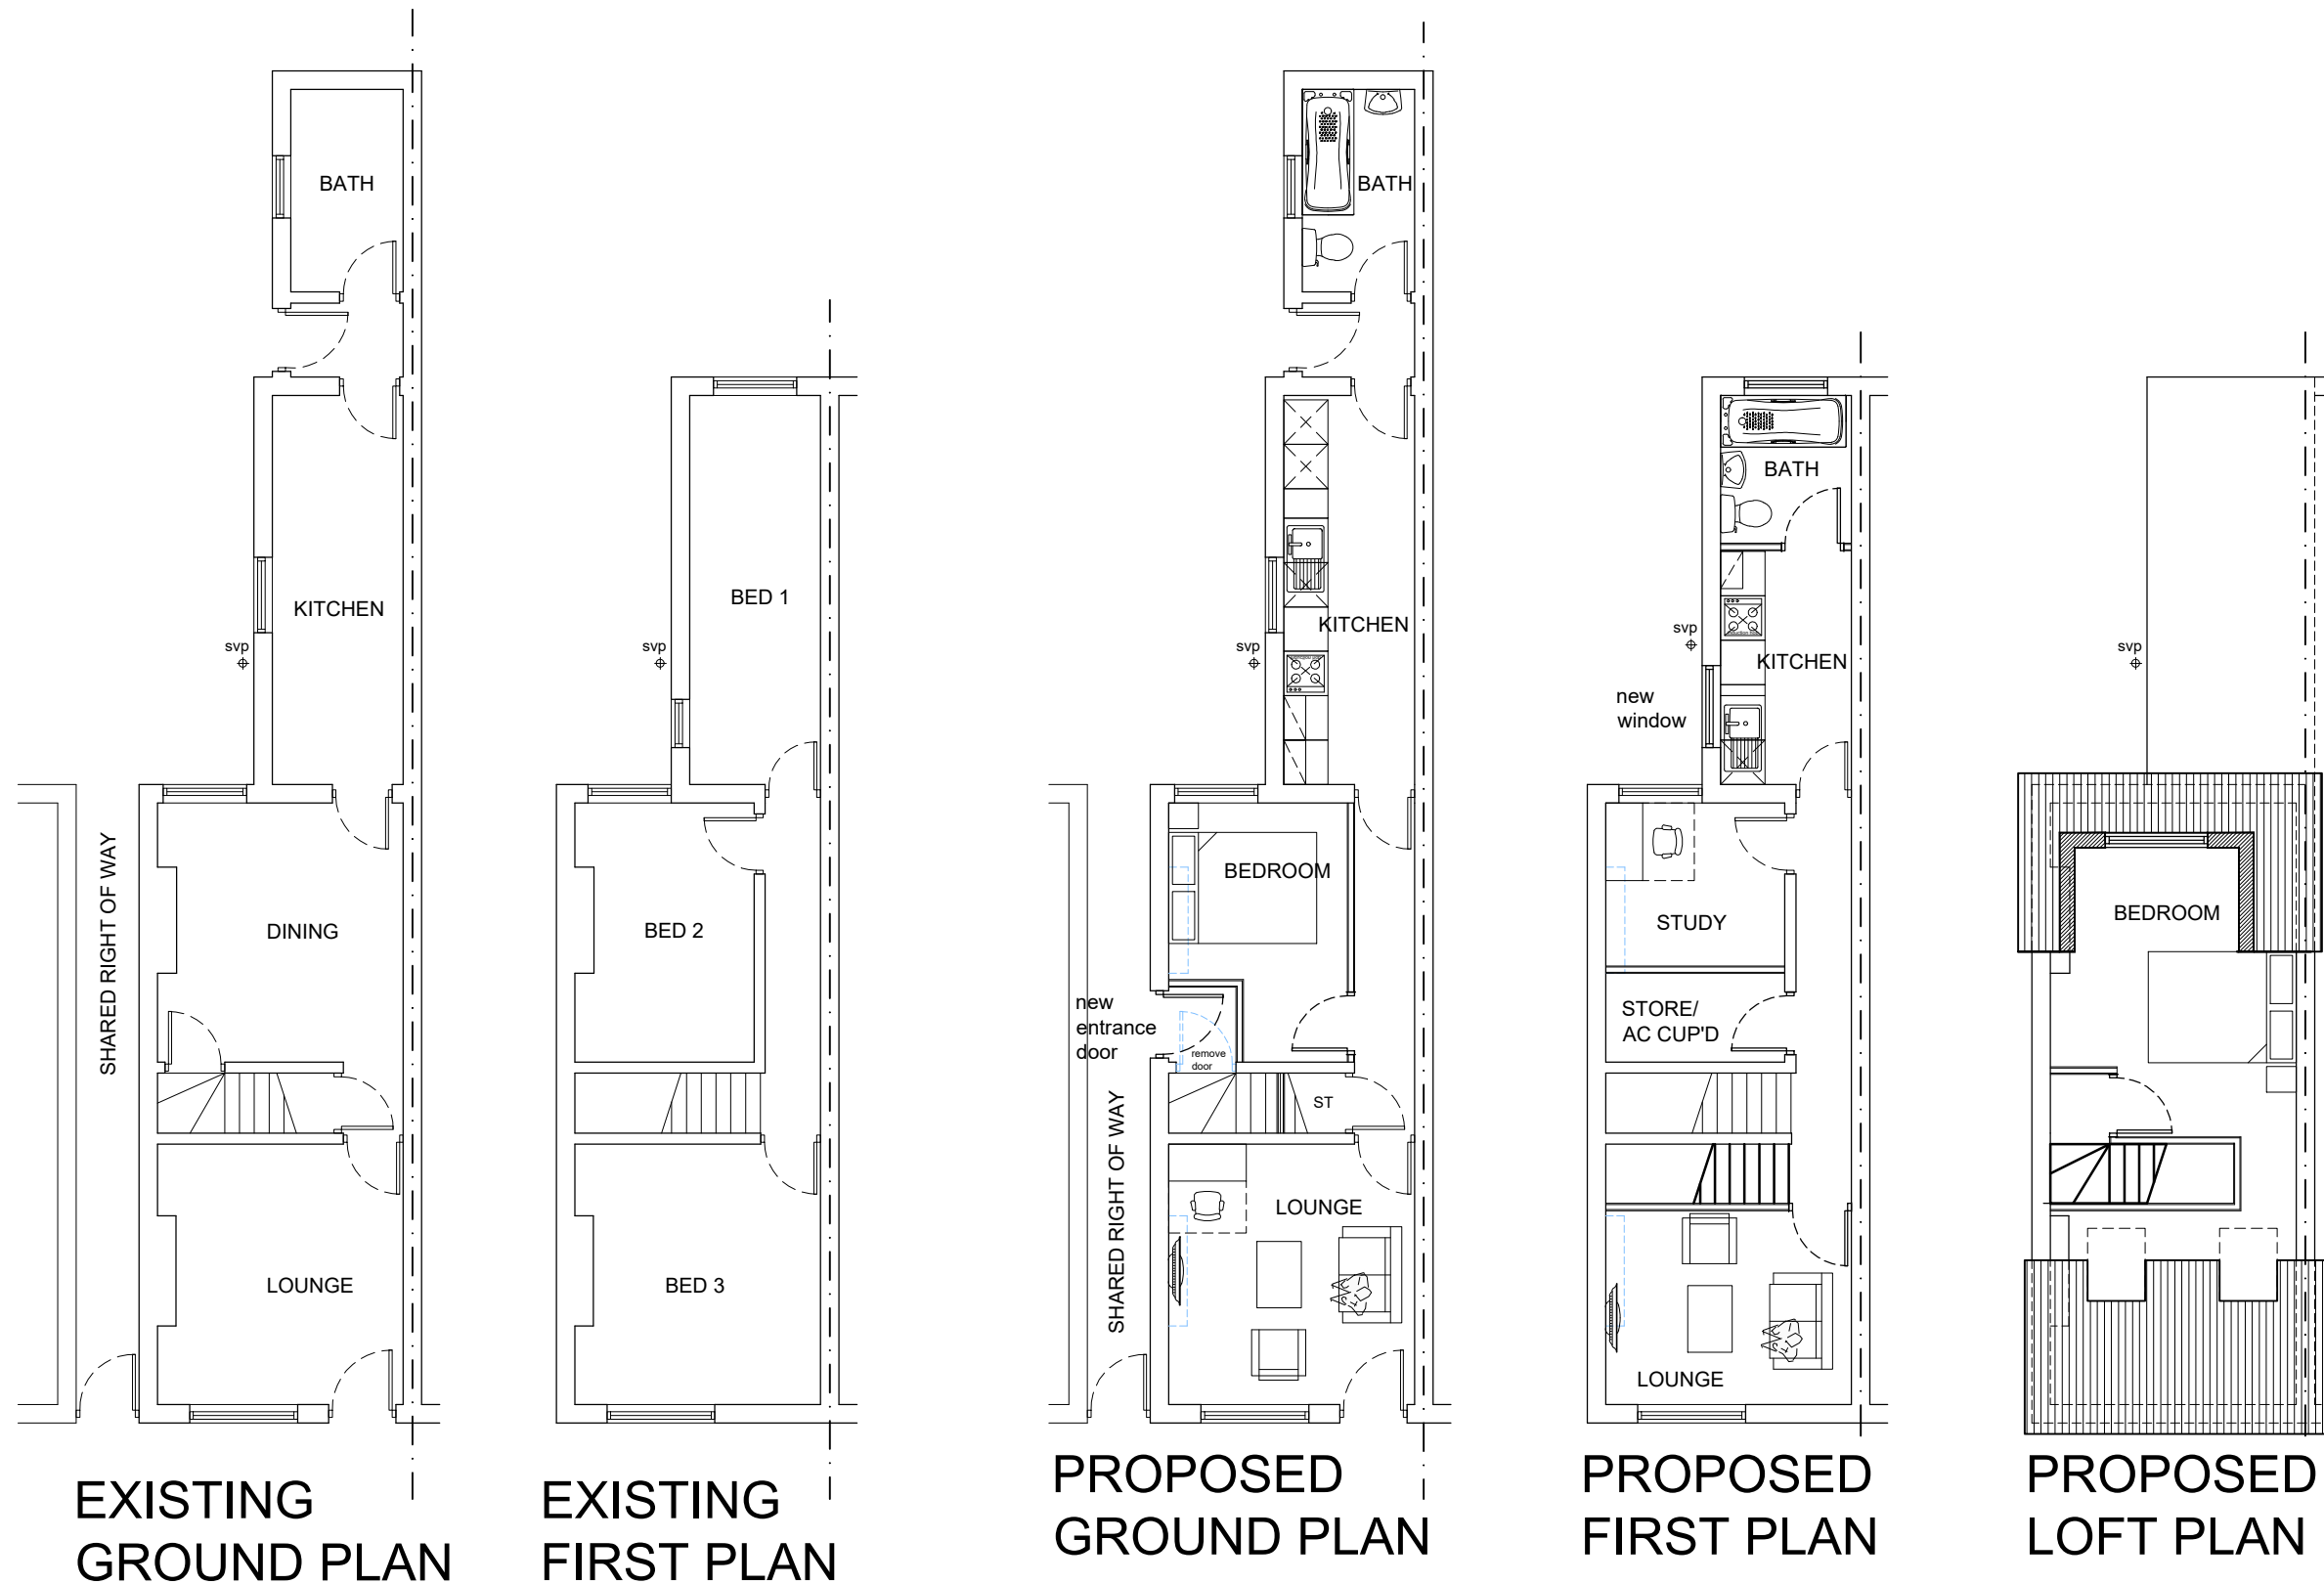 BATH
KITCHEN
svp
SHARED RIGHT OF WAY
DINING
LOUNGE
EXISTING
GROUND PLAN
BED 1
svp
BED 2
BED 3
EXISTING
FIRST PLAN
BATH
KITCHEN
svp
BEDROOM
new
entrance
door
remove
door
ST
SHARED RIGHT OF WAY
LOUNGE
PROPOSED
GROUND PLAN
BATH
svp
KITCHEN
new
window
STUDY
STORE/
AC CUP'D
LOUNGE
PROPOSED
FIRST PLAN
svp
BEDROOM
PROPOSED
LOFT PLAN